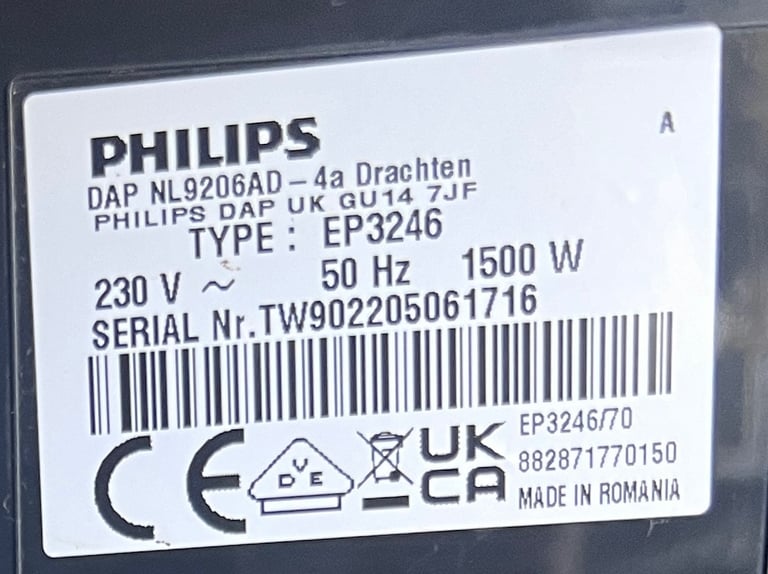 PHILIPS
A
DAP NL9206AD – 4a Drachten
PHILIPS DAP UK GU14 7JF
TYPE : EP3246
230 V ~ 50 Hz 1500 W
SERIAL Nr.TW902205061716
CE
DVE
UK
CA
EP3246/70
882871770150
MADE IN ROMANIA